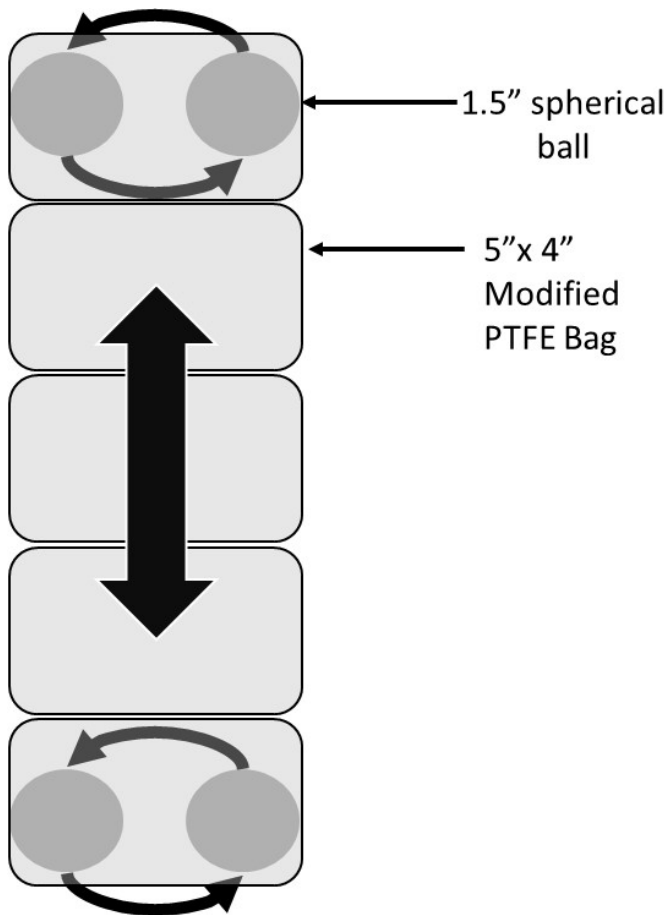 1.5” spherical
ball
5”x 4”
Modified
PTFE Bag